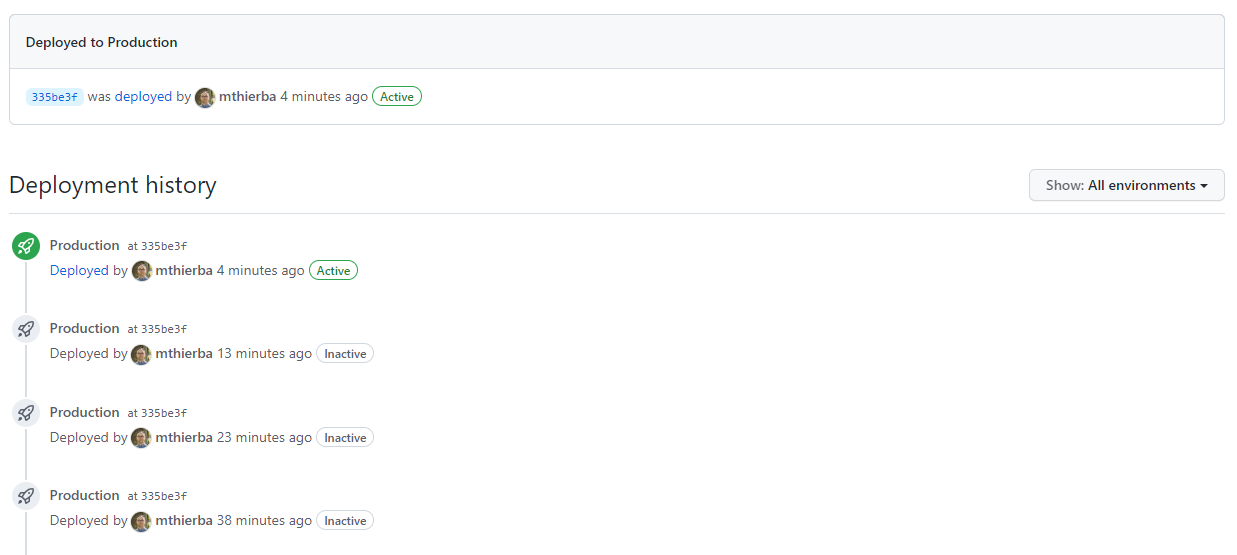 Deployed to Production
335be3f was deployed by mthierba 4 minutes ago Active
Deployment history
Show: All environments
Production at 335be3f
Deployed by mthierba 4 minutes ago Active
Production at 335be3f
Deployed by mthierba 13 minutes ago Inactive
Production at 335be3f
Deployed by mthierba 23 minutes ago Inactive
Production at 335be3f
Deployed by mthierba 38 minutes ago Inactive